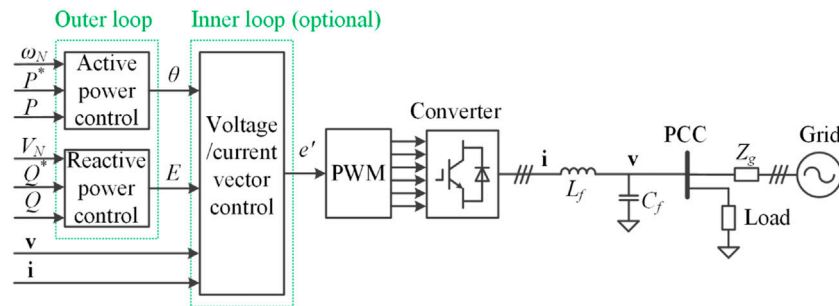 Outer loop
Inner loop (optional)
ω_N
P*
P
Active
power
control
θ
V_N
Q*
Q
Reactive
power
control
E
v
i
Voltage
/current
vector
control
e'
PWM
Converter
i
L_f
v
C_f
PCC
Z_g
Load
Grid